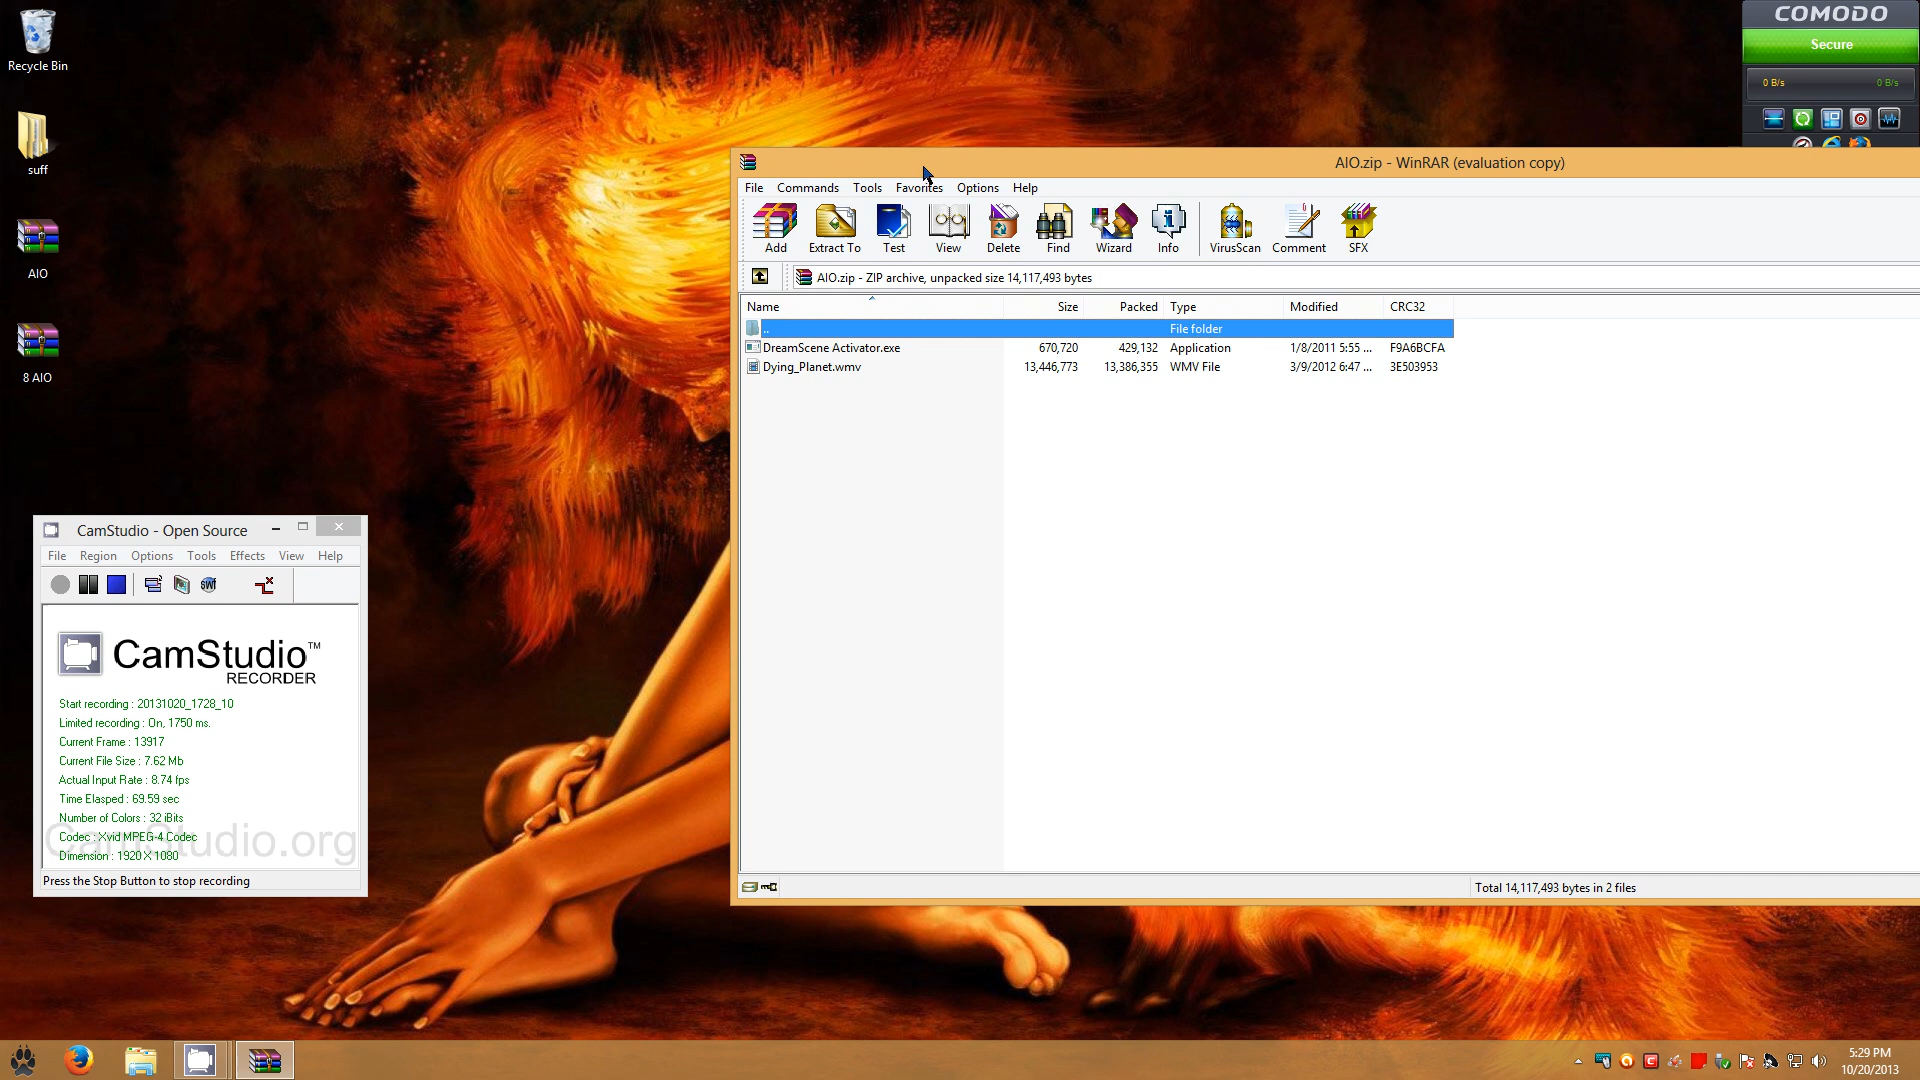 Recycle Bin
suff
AIO
8 AIO
COMODO
Secure
0 B/s 0 B/s
AIO.zip - WinRAR (evaluation copy)
File Commands Tools Favorites Options Help
Add Extract To Test View Delete Find Wizard Info VirusScan Comment SFX
AIO.zip - ZIP archive, unpacked size 14,117,493 bytes
Name Size Packed Type Modified CRC32
.. File folder
DreamScene Activator.exe 670,720 429,132 Application 1/8/2011 5:55 ... F9A6BCFA
Dying_Planet.wmv 13,446,773 13,386,355 WMV File 3/9/2012 6:47 ... 3E503953
Total 14,117,493 bytes in 2 files
CamStudio - Open Source
File Region Options Tools Effects View Help
SWF
CamStudio™
RECORDER
Start recording : 20131020_1728_10
Limited recording : On, 1750 ms.
Current Frame : 13917
Current File Size : 7.62 Mb
Actual Input Rate : 8.74 fps
Time Elasped : 69.59 sec
Number of Colors : 32 iBits
Codec : Xvid MPEG-4 Codec
CamStudio.org
Dimension : 1920 X 1080
Press the Stop Button to stop recording
5:29 PM
10/20/2013